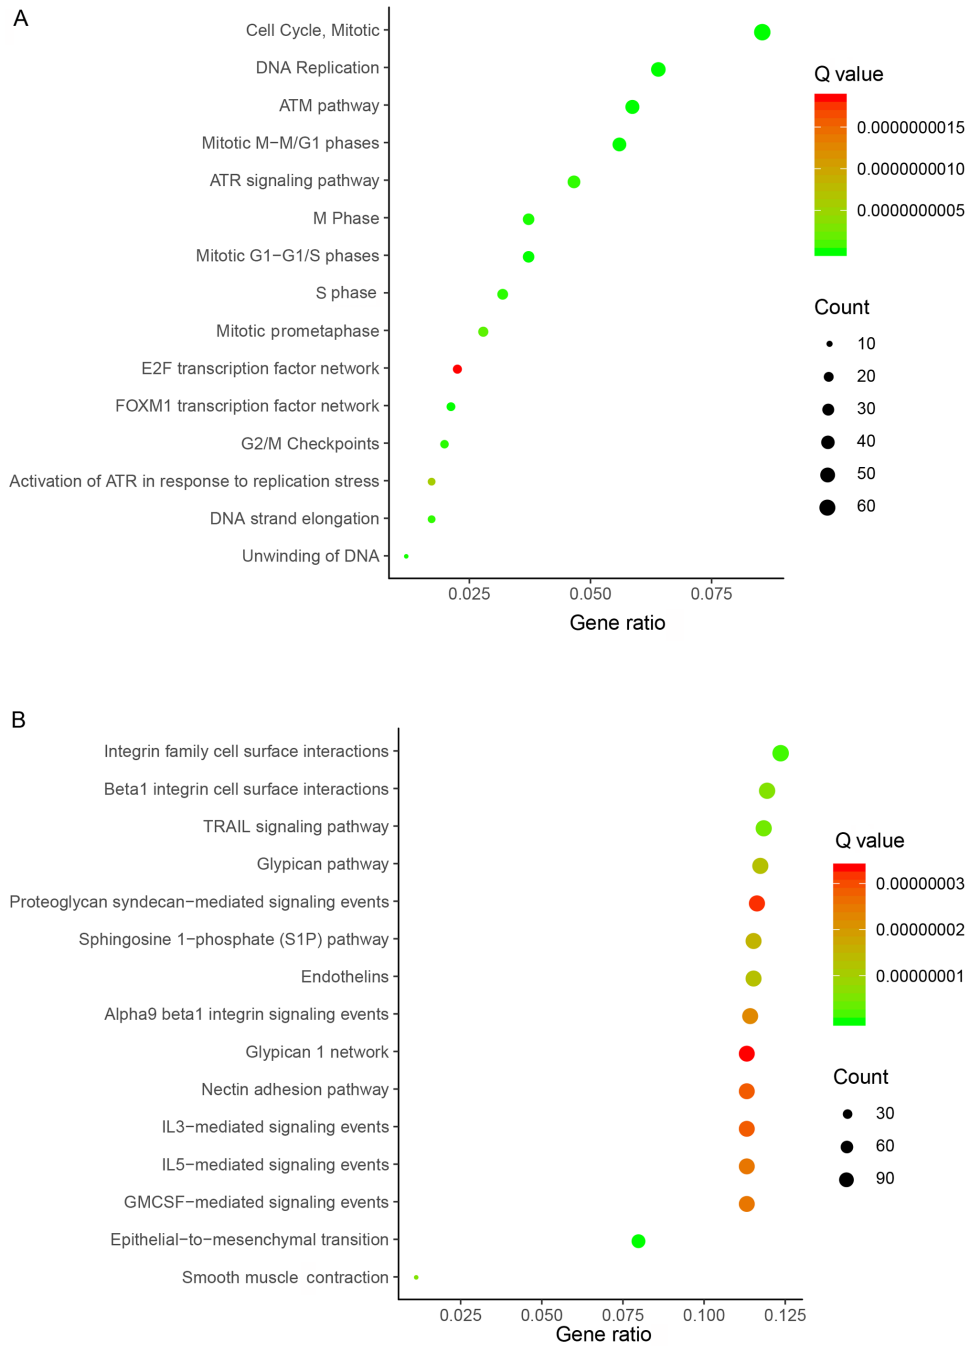 A
Cell Cycle, Mitotic
DNA Replication
ATM pathway
Mitotic M−M/G1 phases
ATR signaling pathway
M Phase
Mitotic G1−G1/S phases
S phase
Mitotic prometaphase
E2F transcription factor network
FOXM1 transcription factor network
G2/M Checkpoints
Activation of ATR in response to replication stress
DNA strand elongation
Unwinding of DNA
0.025 0.050 0.075
Gene ratio
Q value
0.0000000015
0.0000000010
0.0000000005
Count
10
20
30
40
50
60
B
Integrin family cell surface interactions
Beta1 integrin cell surface interactions
TRAIL signaling pathway
Glypican pathway
Proteoglycan syndecan−mediated signaling events
Sphingosine 1−phosphate (S1P) pathway
Endothelins
Alpha9 beta1 integrin signaling events
Glypican 1 network
Nectin adhesion pathway
IL3−mediated signaling events
IL5−mediated signaling events
GMCSF−mediated signaling events
Epithelial−to−mesenchymal transition
Smooth muscle contraction
0.025 0.050 0.075 0.100 0.125
Gene ratio
Q value
0.00000003
0.00000002
0.00000001
Count
30
60
90